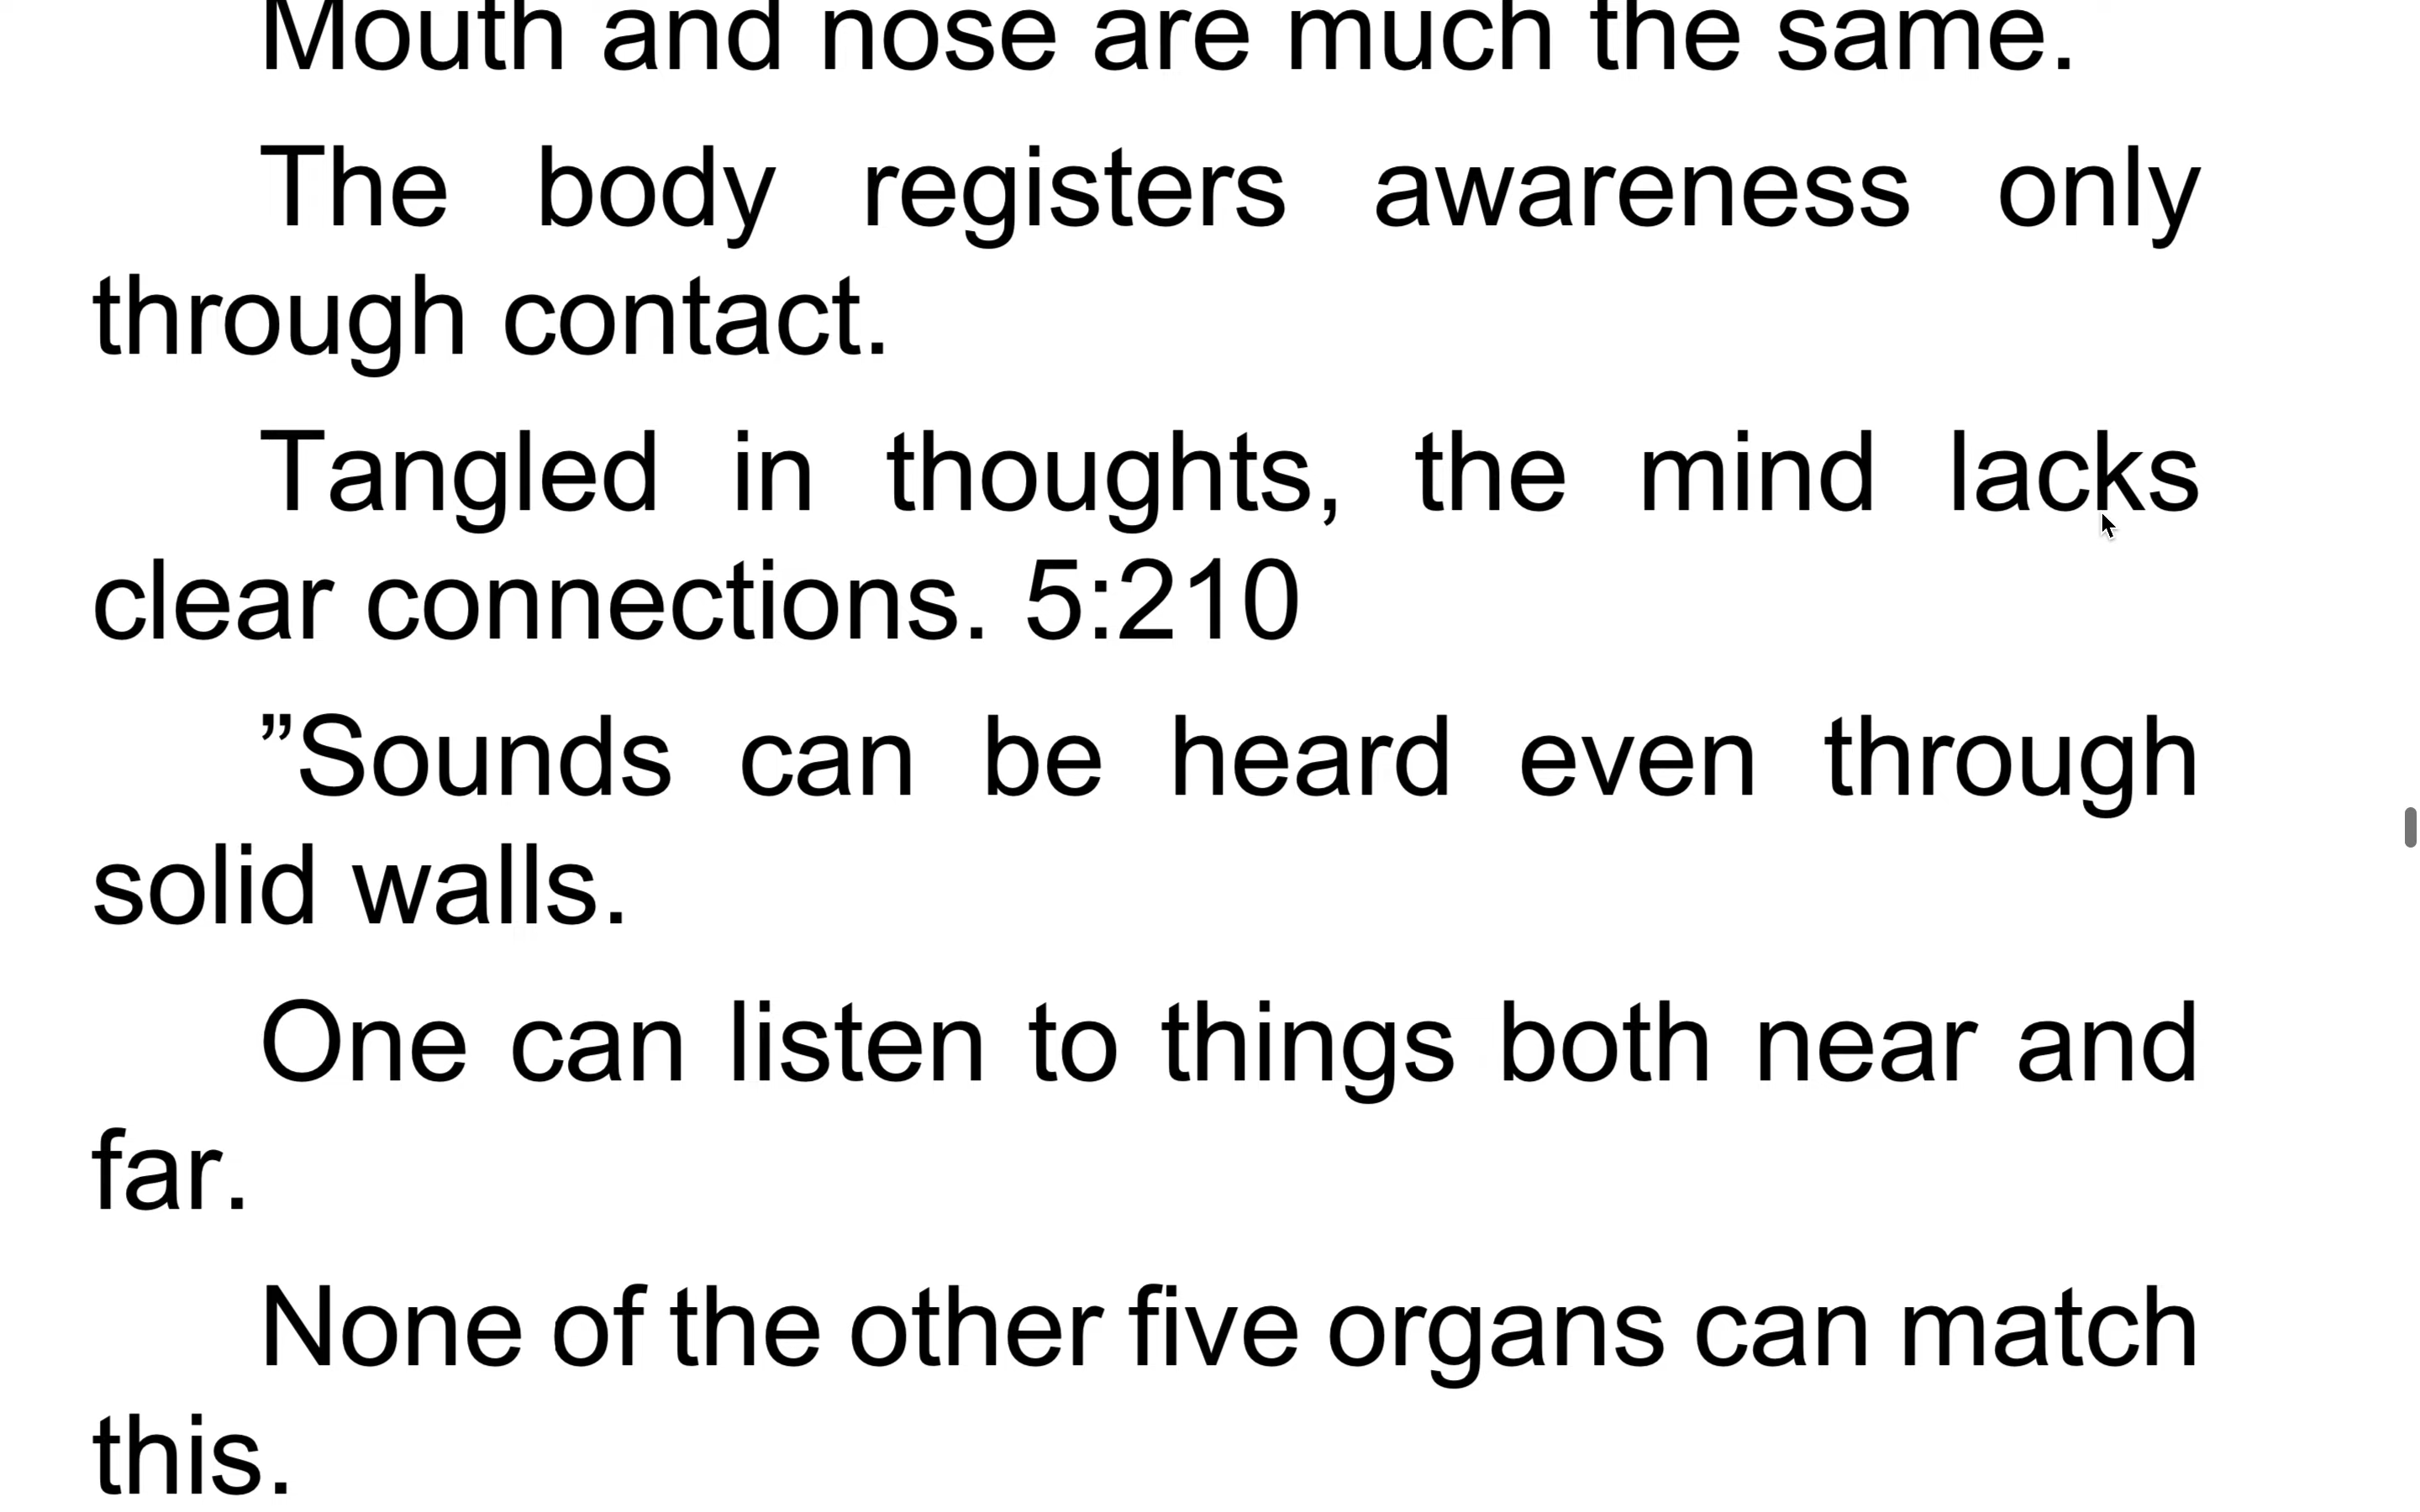 Mouth and nose are much the same.
The body registers awareness only
through contact.
Tangled in thoughts, the mind lacks
clear connections. 5:210
”Sounds can be heard even through
solid walls.
One can listen to things both near and
far.
None of the other five organs can match
this.